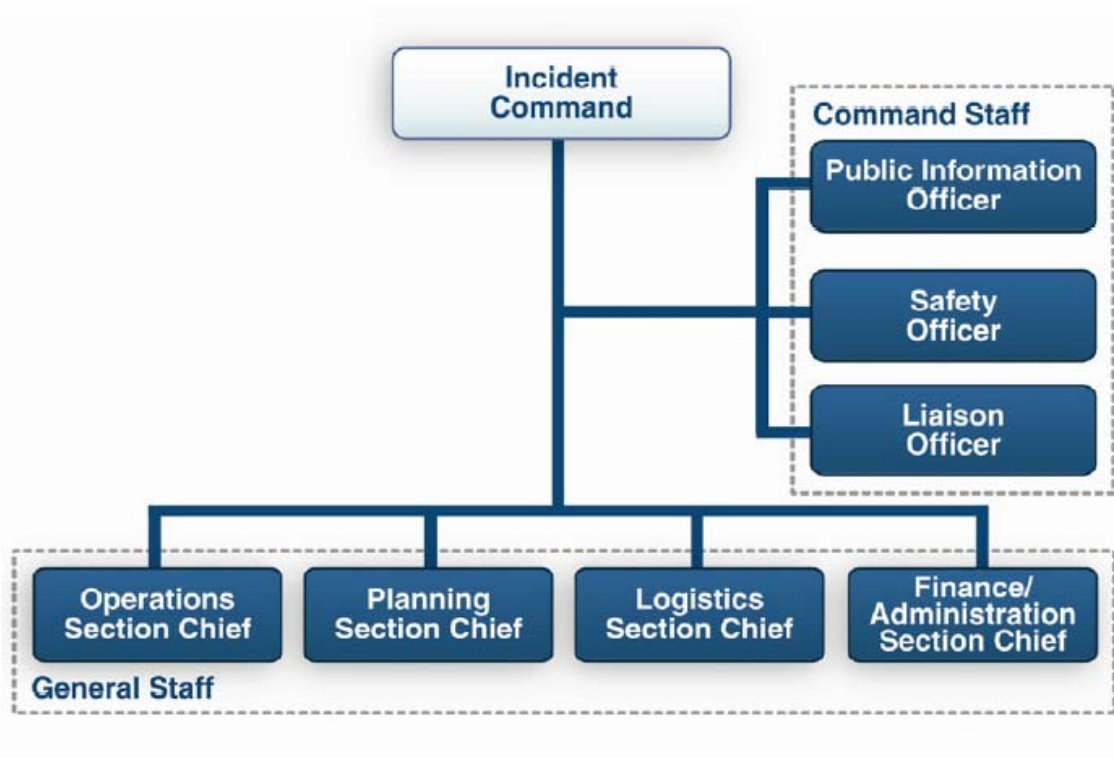 Incident
Command
Command Staff
Public Information
Officer
Safety
Officer
Liaison
Officer
Operations
Section Chief
Planning
Section Chief
Logistics
Section Chief
Finance/
Administration
Section Chief
General Staff